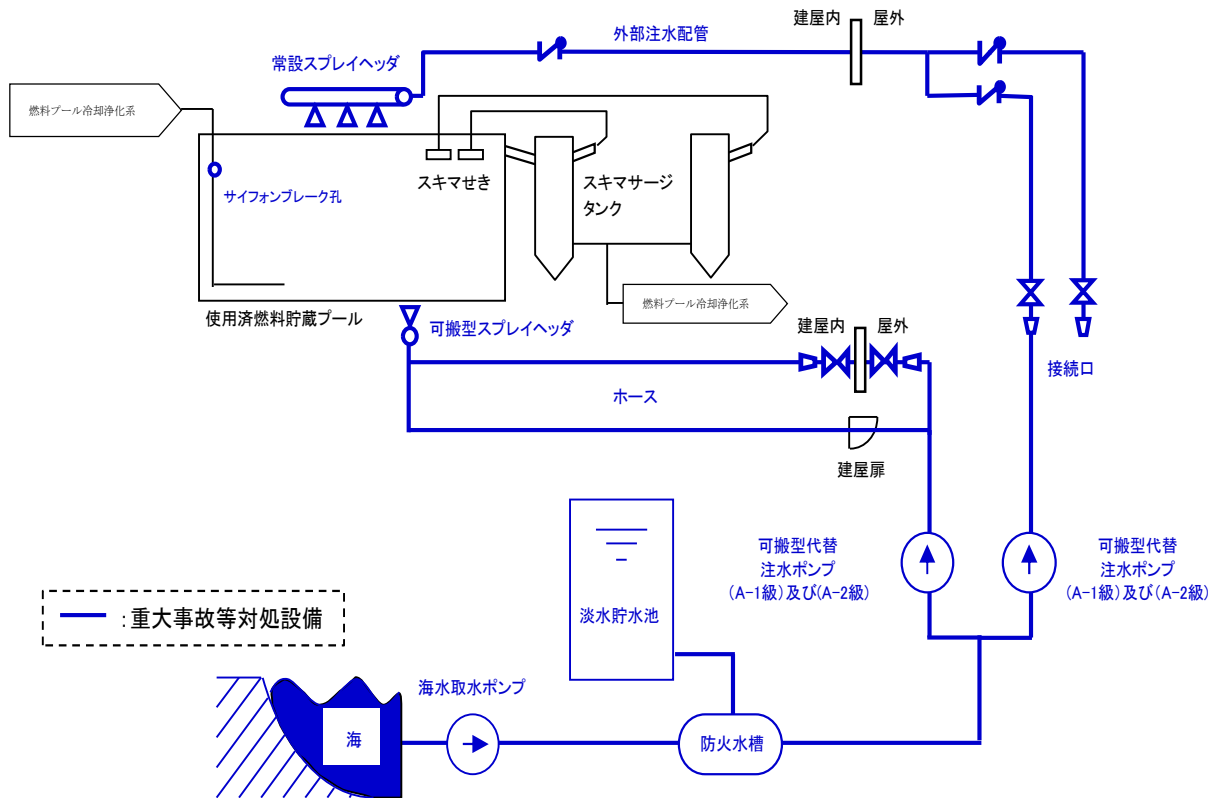 建屋内
屋外
外部注水配管
常設スプレイヘッダ
燃料プール冷却浄化系
スキマせき
スキマサージ
タンク
サイフォンブレーク孔
燃料プール冷却浄化系
使用済燃料貯蔵プール
可搬型スプレイヘッダ
建屋内
屋外
接続口
ホース
建屋扉
可搬型代替
注水ポンプ
(A-1級)及び(A-2級)
可搬型代替
注水ポンプ
(A-1級)及び(A-2級)
淡水貯水池
:重大事故等対処設備
海水取水ポンプ
海
防火水槽